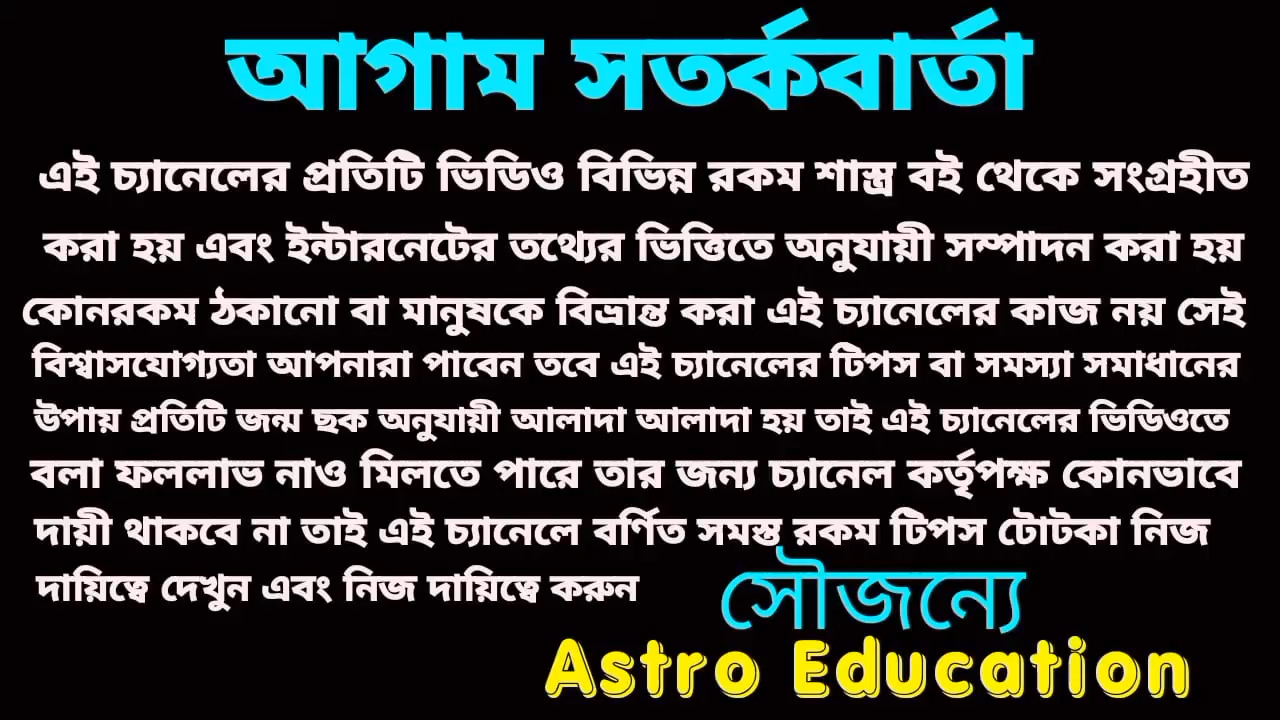 আগাম সতর্কবার্তা
এই চ্যানেলের প্রতিটি ভিডিও বিভিন্ন রকম শাস্ত্র বই থেকে সংগ্রহীত
করা হয় এবং ইন্টারনেটের তথ্যের ভিত্তিতে অনুযায়ী সম্পাদন করা হয়
কোনরকম ঠকানো বা মানুষকে বিভ্রান্ত করা এই চ্যানেলের কাজ নয় সেই
বিশ্বাসযোগ্যতা আপনারা পাবেন তবে এই চ্যানেলের টিপস বা সমস্যা সমাধানের
উপায় প্রতিটি জন্ম ছক অনুযায়ী আলাদা আলাদা হয় তাই এই চ্যানেলের ভিডিওতে
বলা ফললাভ নাও মিলতে পারে তার জন্য চ্যানেল কর্তৃপক্ষ কোনভাবে
দায়ী থাকবে না তাই এই চ্যানেলে বর্ণিত সমস্ত রকম টিপস টোটকা নিজ
দায়িত্বে দেখুন এবং নিজ দায়িত্বে করুন
সৌজন্যে
Astro Education